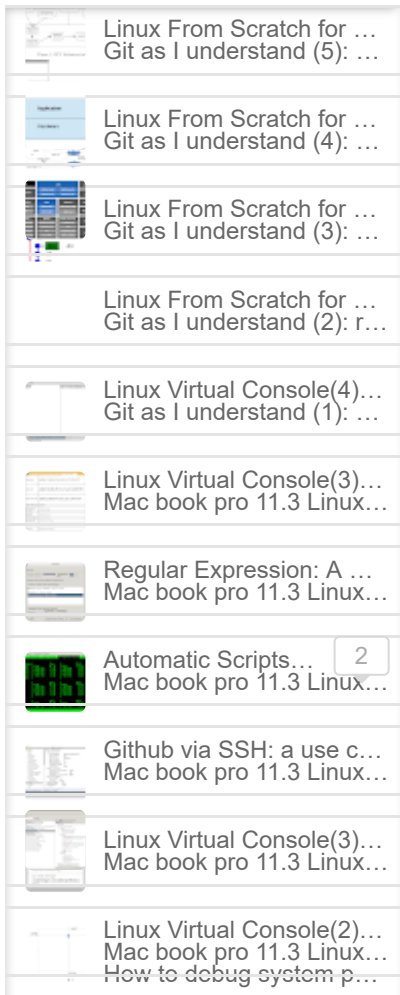 Linux From Scratch for …
Git as I understand (5): …
Linux From Scratch for …
Git as I understand (4): …
Linux From Scratch for …
Git as I understand (3): …
Linux From Scratch for …
Git as I understand (2): r…
Linux Virtual Console(4)…
Git as I understand (1): …
Linux Virtual Console(3)…
Mac book pro 11.3 Linux…
Regular Expression: A …
Mac book pro 11.3 Linux…
Automatic Scripts… 2
Mac book pro 11.3 Linux…
Github via SSH: a use c…
Mac book pro 11.3 Linux…
Linux Virtual Console(3)…
Mac book pro 11.3 Linux…
Linux Virtual Console(2)…
Mac book pro 11.3 Linux…
How to debug system p…